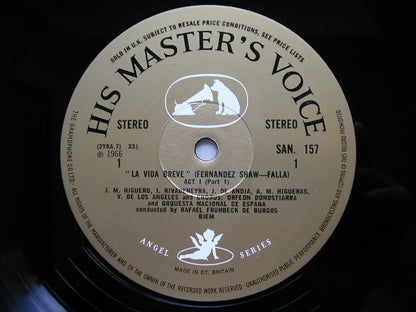 SOLD IN U.K. SUBJECT TO RESALE PRICE CONDITIONS, SEE PRICE LISTS
HIS MASTER'S VOICE
STEREO STEREO
(2YKA.7) 33⅓ SAN. 157
℗ 1966
1 1
"LA VIDA BREVE" (FERNANDEZ SHAW—FALLA)
ACT 1 (Part 1)
J. M. HIGUERO, I. RIVADENEYRA, J. DE ANDIA, A. M. HIGUERAS,
V. DE LOS ANGELES and CHORUS: ORFEON DONOSTIARRA
and ORQUESTA NACIONAL DE ESPANA
conducted by RAFAEL FRUHBECK DE BURGOS
BIEM
ANGEL SERIES
MADE IN GT. BRITAIN
THE GRAMOPHONE CO. LTD. ALL RIGHTS OF THE MANUFACTURER AND OF THE OWNER OF THE RECORDED WORK RESERVED · UNAUTHORISED PUBLIC PERFORMANCE BROADCASTING AND COPYING OF THIS RECORD PROHIBITED